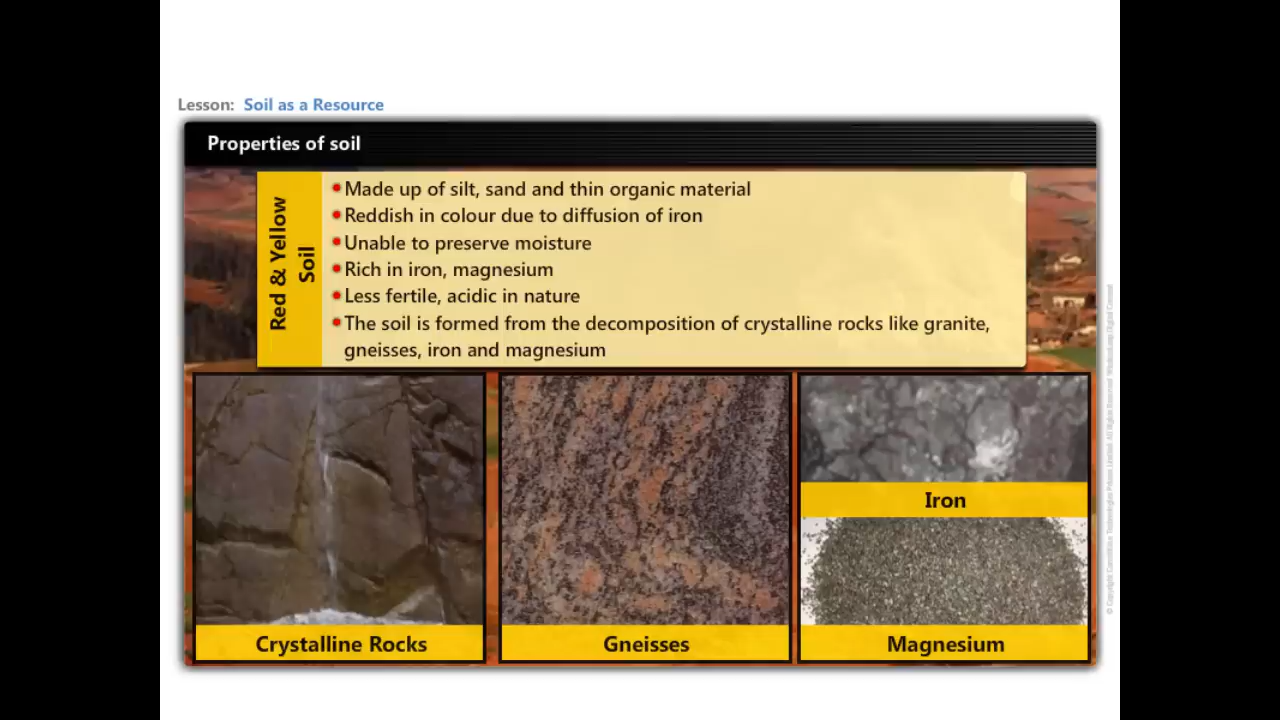 Lesson: Soil as a Resource
Properties of soil
Red & Yellow
Soil
Made up of silt, sand and thin organic material
Reddish in colour due to diffusion of iron
Unable to preserve moisture
Rich in iron, magnesium
Less fertile, acidic in nature
The soil is formed from the decomposition of crystalline rocks like granite,
gneisses, iron and magnesium
Crystalline Rocks
Gneisses
Iron
Magnesium